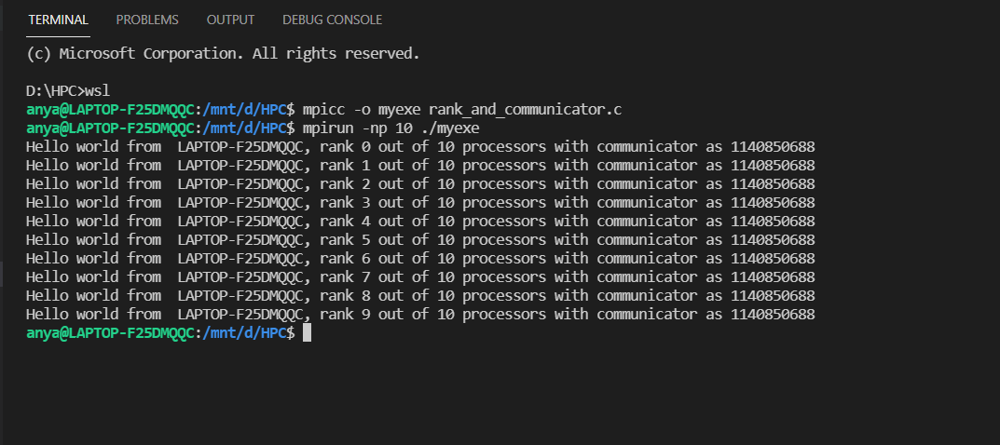 TERMINAL PROBLEMS OUTPUT DEBUG CONSOLE
(c) Microsoft Corporation. All rights reserved.
D:\HPC>wsl
anya@LAPTOP-F25DMQQC:/mnt/d/HPC$ mpicc -o myexe rank_and_communicator.c
anya@LAPTOP-F25DMQQC:/mnt/d/HPC$ mpirun -np 10 ./myexe
Hello world from  LAPTOP-F25DMQQC, rank 0 out of 10 processors with communicator as 1140850688
Hello world from  LAPTOP-F25DMQQC, rank 1 out of 10 processors with communicator as 1140850688
Hello world from  LAPTOP-F25DMQQC, rank 2 out of 10 processors with communicator as 1140850688
Hello world from  LAPTOP-F25DMQQC, rank 3 out of 10 processors with communicator as 1140850688
Hello world from  LAPTOP-F25DMQQC, rank 4 out of 10 processors with communicator as 1140850688
Hello world from  LAPTOP-F25DMQQC, rank 5 out of 10 processors with communicator as 1140850688
Hello world from  LAPTOP-F25DMQQC, rank 6 out of 10 processors with communicator as 1140850688
Hello world from  LAPTOP-F25DMQQC, rank 7 out of 10 processors with communicator as 1140850688
Hello world from  LAPTOP-F25DMQQC, rank 8 out of 10 processors with communicator as 1140850688
Hello world from  LAPTOP-F25DMQQC, rank 9 out of 10 processors with communicator as 1140850688
anya@LAPTOP-F25DMQQC:/mnt/d/HPC$